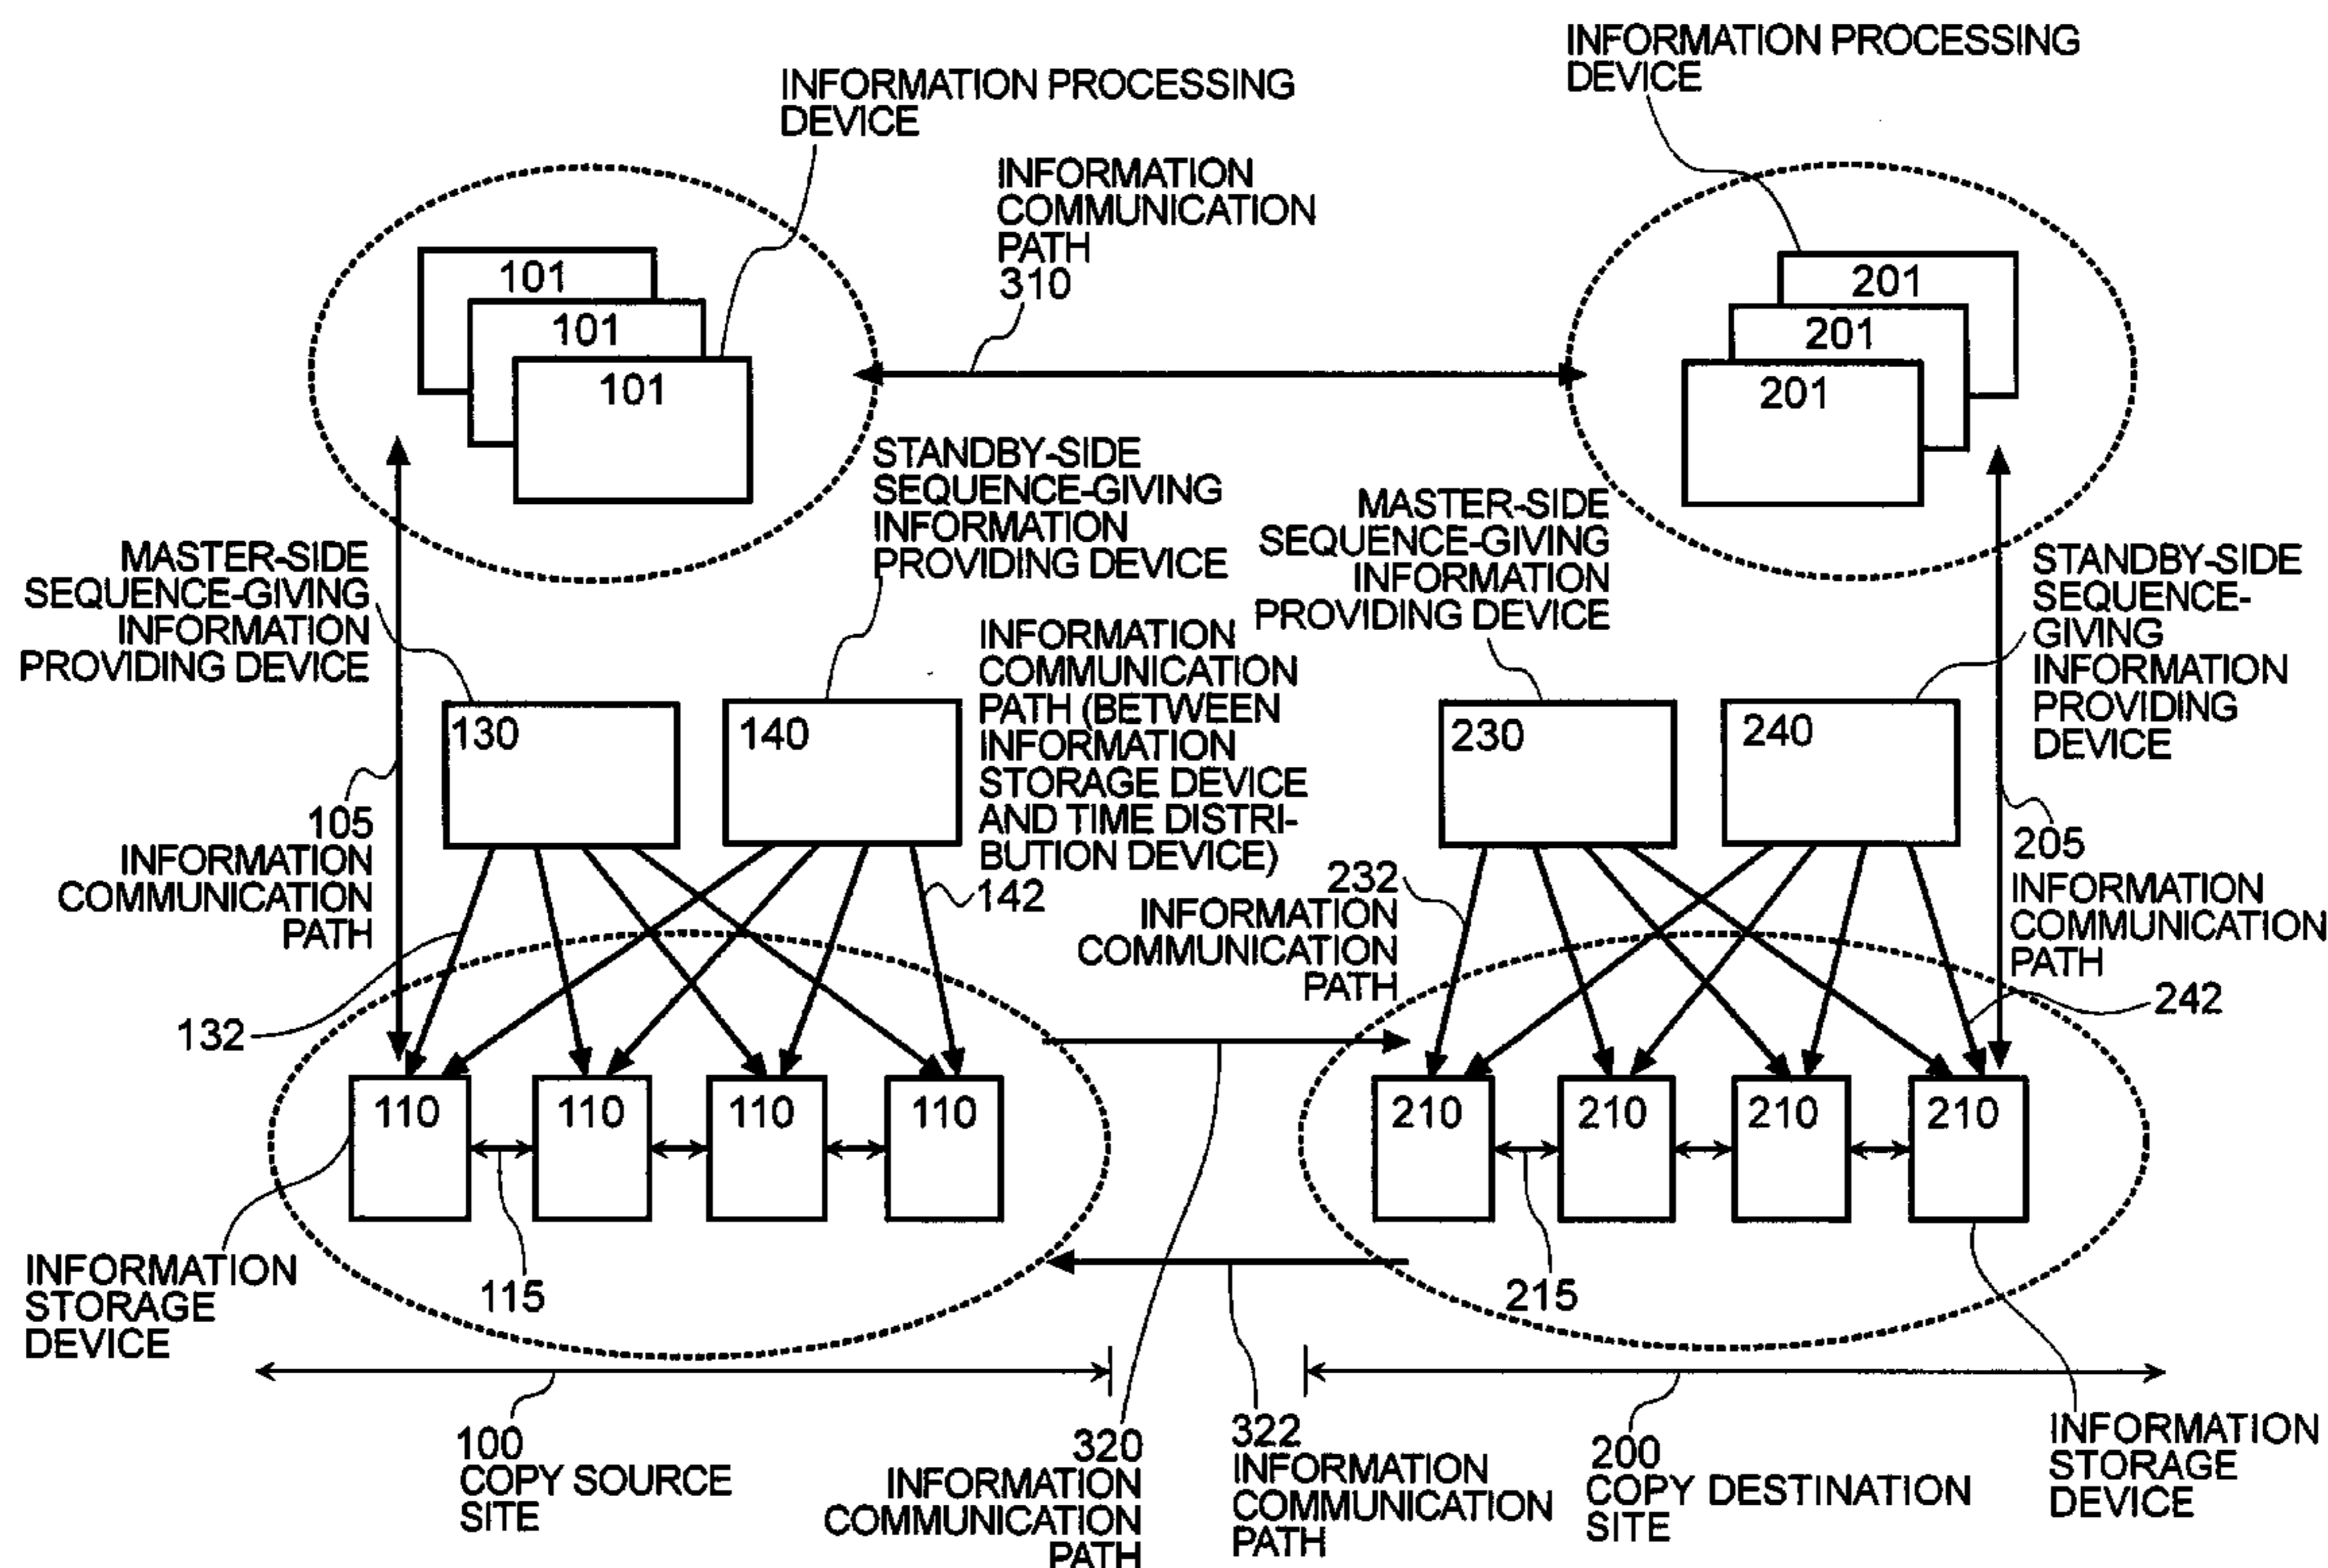 INFORMATION PROCESSING
DEVICE
INFORMATION PROCESSING
DEVICE
INFORMATION
COMMUNICATION
PATH
310
101
101
101
201
201
201
STANDBY-SIDE
SEQUENCE-GIVING
INFORMATION
PROVIDING DEVICE
MASTER-SIDE
SEQUENCE-GIVING
INFORMATION
PROVIDING DEVICE
MASTER-SIDE
SEQUENCE-GIVING
INFORMATION
PROVIDING DEVICE
STANDBY-SIDE
SEQUENCE-
GIVING
INFORMATION
PROVIDING
DEVICE
INFORMATION
COMMUNICATION
PATH (BETWEEN
INFORMATION
STORAGE DEVICE
AND TIME DISTRI-
BUTION DEVICE)
142
130
140
230
240
105
INFORMATION
COMMUNICATION
PATH
232
INFORMATION
COMMUNICATION
PATH
205
INFORMATION
COMMUNICATION
PATH
132
242
110
110
110
110
210
210
210
210
INFORMATION
STORAGE
DEVICE
115
215
100
COPY SOURCE
SITE
320
INFORMATION
COMMUNICATION
PATH
322
INFORMATION
COMMUNICATION
PATH
200
COPY DESTINATION
SITE
INFORMATION
STORAGE
DEVICE